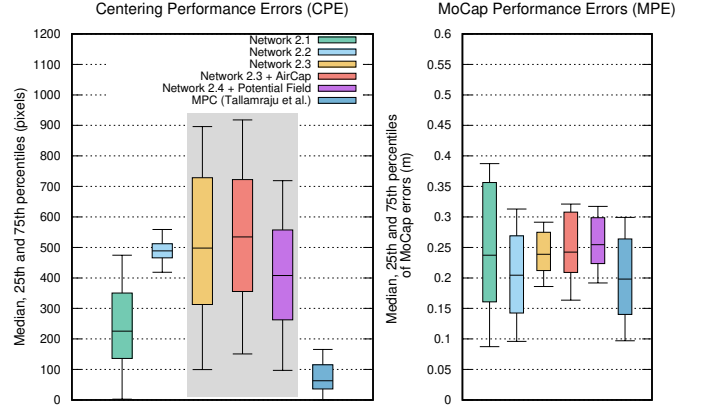 Centering Performance Errors (CPE)
Median, 25th and 75th percentiles (pixels)
1200
1100
1000
900
800
700
600
500
400
300
200
100
0
Network 2.1
Network 2.2
Network 2.3
Network 2.3 + AirCap
Network 2.4 + Potential Field
MPC (Tallamraju et al.)
MoCap Performance Errors (MPE)
Median, 25th and 75th percentiles
of MoCap errors (m)
0.6
0.55
0.5
0.45
0.4
0.35
0.3
0.25
0.2
0.15
0.1
0.05
0